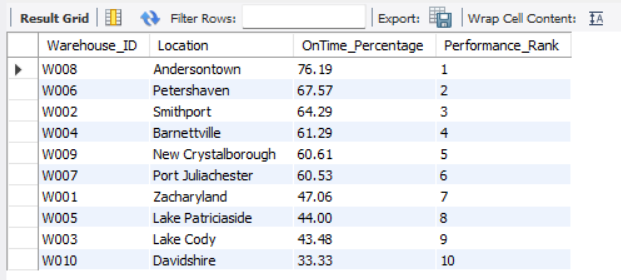 Result Grid Filter Rows: Export: Wrap Cell Content: IA
Warehouse_ID Location OnTime_Percentage Performance_Rank
W008 Andersontown 76.19 1
W006 Petershaven 67.57 2
W002 Smithport 64.29 3
W004 Barnettville 61.29 4
W009 New Crystalborough 60.61 5
W007 Port Juliachester 60.53 6
W001 Zacharyland 47.06 7
W005 Lake Patriciaside 44.00 8
W003 Lake Cody 43.48 9
W010 Davidshire 33.33 10